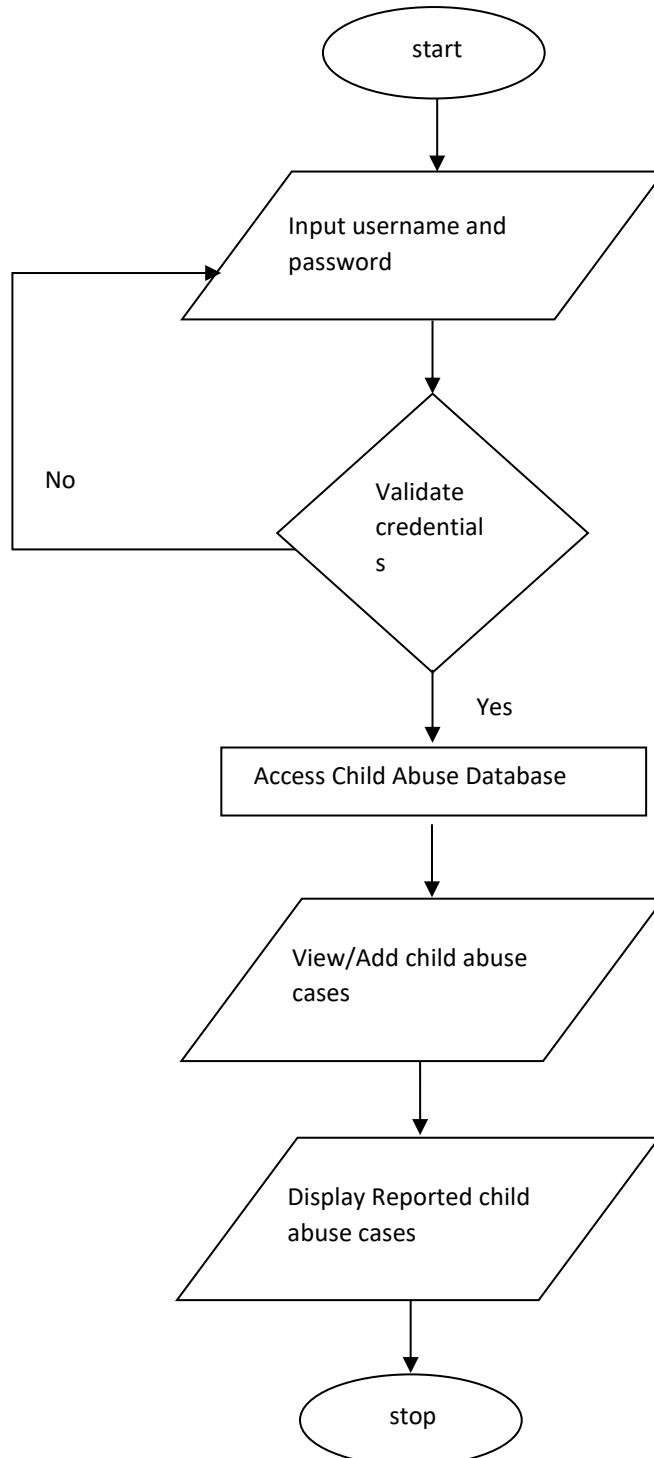 start
Input username and
password
No
Validate
credential
s
Yes
Access Child Abuse Database
View/Add child abuse
cases
Display Reported child
abuse cases
stop